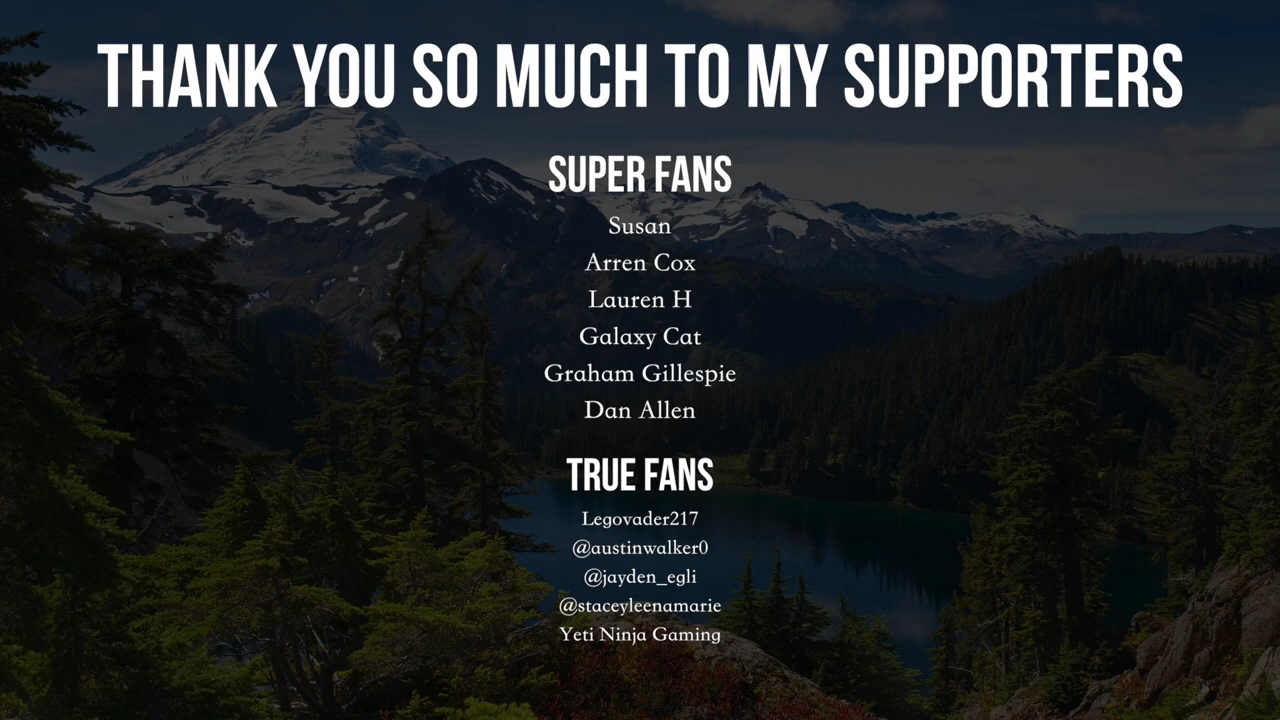 THANK YOU SO MUCH TO MY SUPPORTERS
SUPER FANS
Susan
Arren Cox
Lauren H
Galaxy Cat
Graham Gillespie
Dan Allen
TRUE FANS
Legovader217
@austinwalker0
@jayden_egli
@staceyleenamarie
Yeti Ninja Gaming